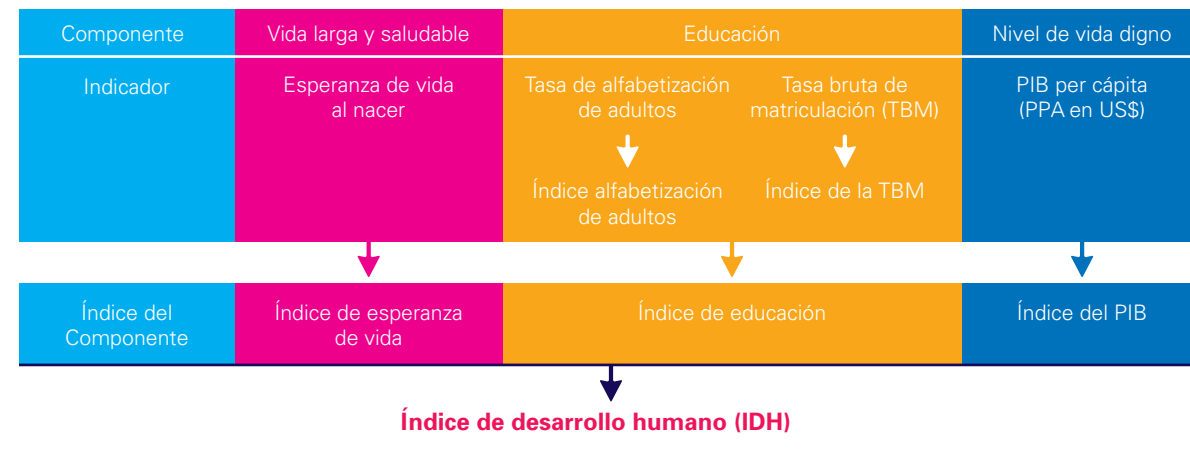 Componente
Vida larga y saludable
Educación
Nivel de vida digno
Indicador
Esperanza de vida
al nacer
Tasa de alfabetización
de adultos
Tasa bruta de
matriculación (TBM)
PIB per cápita
(PPA en US$)
Índice alfabetización
de adultos
Índice de la TBM
Índice del
Componente
Índice de esperanza
de vida
Índice de educación
Índice del PIB
Índice de desarrollo humano (IDH)